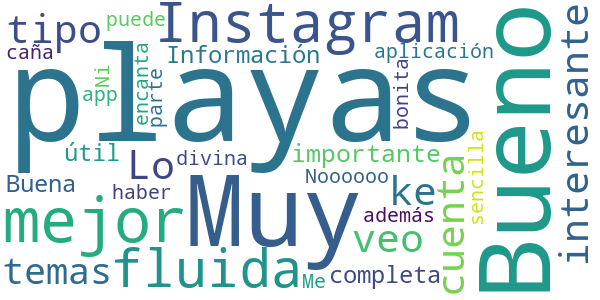 tipo
puede
Instagram
caña
Información
aplicación
playas
Ni
app
encanta
parte
bonita
Bueno
interesante
útil
Lo
divina
importante
Buena
haber
Noooooo
ke
sencilla
mejor
Muy
además
veo
cuenta
temas
fluida
Me
completa